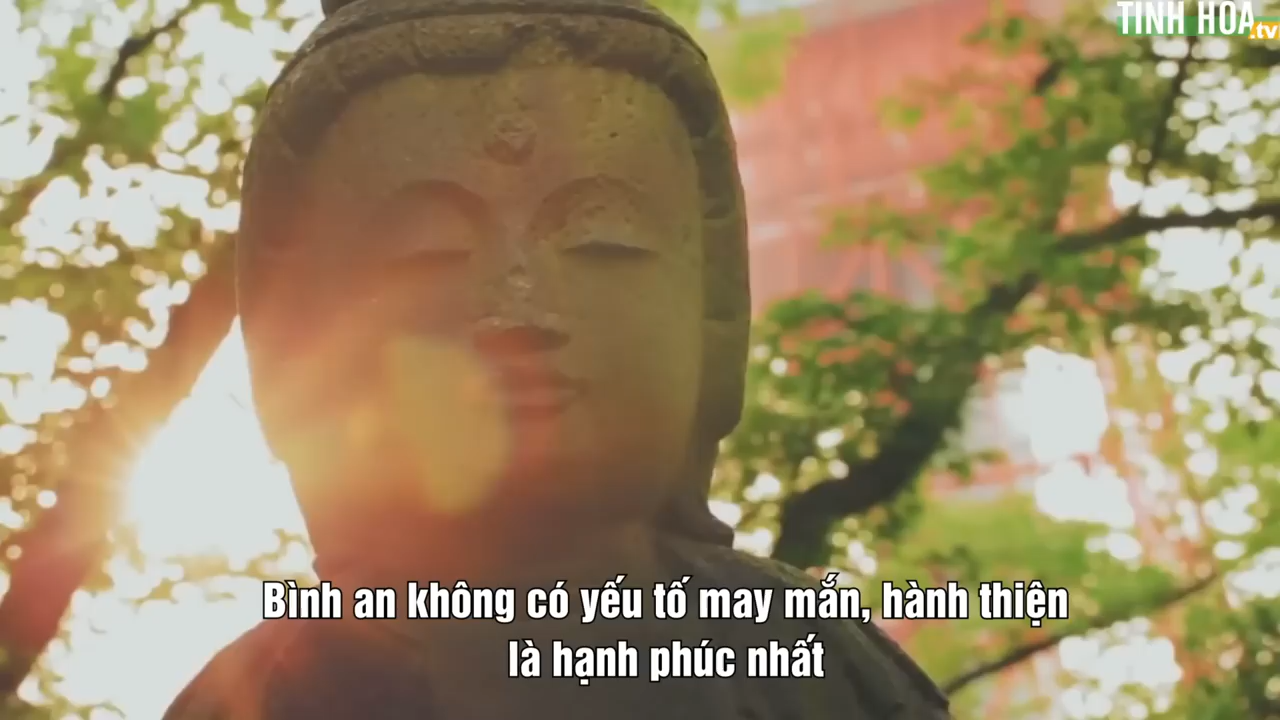 TINH HOA
.tv
Bình an không có yếu tố may mắn, hành thiện
là hạnh phúc nhất